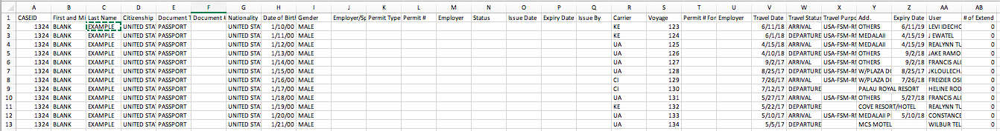 A B C D E F G H I J K L M N O P Q R S T U V W X Y Z AA AB
1 CASEID First and Mi Last Name Citizenship Document T Document # Nationality Date of Birth Gender Employer/Sp Permit Type Permit # Employer Status Issue Date Expiry Date Issue By Carrier Voyage Permit # For Employer Travel Date Travel Status Travel Purpo Add. Expiry Date User # of Extend
2 1324 BLANK EXAMPLE UNITED STA PASSPORT UNITED STA 1/10/00 MALE KE 123 6/11/18 ARRIVAL USA-FSM-RM OTHERS 6/11/19 LEVI IDECHO 0
3 1324 BLANK EXAMPLE UNITED STA PASSPORT UNITED STA 1/11/00 MALE KE 124 6/1/18 DEPARTURE USA-FSM-RM MEDALAII 4/15/19 J EWATEL 0
4 1324 BLANK EXAMPLE UNITED STA PASSPORT UNITED STA 1/12/00 MALE UA 125 4/15/18 ARRIVAL USA-FSM-RM MEDALAII 4/15/19 REALYNN TU 0
5 1324 BLANK EXAMPLE UNITED STA PASSPORT UNITED STA 1/13/00 MALE UA 126 4/10/18 DEPARTURE USA-FSM-RM OTHERS 9/2/18 JAKE RAMO 0
6 1324 BLANK EXAMPLE UNITED STA PASSPORT UNITED STA 1/14/00 MALE UA 127 9/2/17 ARRIVAL USA-FSM-RM OTHERS 9/2/18 FRANCIS AL 0
7 1324 BLANK EXAMPLE UNITED STA PASSPORT UNITED STA 1/15/00 MALE UA 128 8/25/17 DEPARTURE USA-FSM-RM W/PLAZA DO 8/25/17 JKLOULECH 0
8 1324 BLANK EXAMPLE UNITED STA PASSPORT UNITED STA 1/16/00 MALE CI 129 7/26/17 ARRIVAL USA-FSM-RM W/PLAZA DO 7/26/18 FREIZIER OSI 0
9 1324 BLANK EXAMPLE UNITED STA PASSPORT UNITED STA 1/17/00 MALE CI 130 7/12/17 DEPARTURE PALAU ROYAL RESORT HELINE ROD 0
10 1324 BLANK EXAMPLE UNITED STA PASSPORT UNITED STA 1/18/00 MALE UA 131 5/27/17 ARRIVAL USA-FSM-RM OTHERS 5/27/18 FRANCIS AL 0
11 1324 BLANK EXAMPLE UNITED STA PASSPORT UNITED STA 1/19/00 MALE KE 132 5/22/17 DEPARTURE COVE RESORT/HOTEL REALYNN TU 0
12 1324 BLANK EXAMPLE UNITED STA PASSPORT UNITED STA 1/20/00 MALE UA 133 5/10/17 ARRIVAL USA-FSM-RM MEDALAII P 5/10/18 CONSTANCE 0
13 1324 BLANK EXAMPLE UNITED STA PASSPORT UNITED STA 1/21/00 MALE UA 134 5/5/17 DEPARTURE MCS MOTEL WILBUR TEL 0